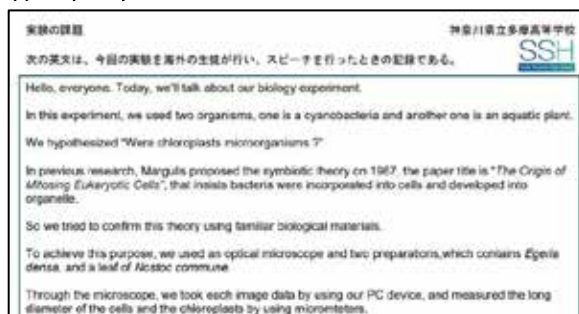 実験の課題
神奈川県立多摩高等学校
SSH
次の英文は、今回の実験を海外の生徒が行い、スピーチを行ったときの記録である。
Hello, everyone. Today, we'll talk about our biology experiment.
In this experiment, we used two organisms, one is a cyanobacteria and another one is an aquatic plant.
We hypothesized "Were chloroplasts microorganisms ?"
In previous research, Margulis proposed the symbiotic theory on 1967, the paper title is "The Origin of
Mitosing Eukaryotic Cells", that insists bacteria were incorporated into cells and developed into
organelle.
So we tried to confirm this theory using familiar biological materials.
To achieve this purpose, we used an optical microscope and two preparations,which contains Egeria
densa, and a leaf of Nostoc commune
Through the microscope, we took each image data by using our PC device, and measured the long
diameter of the cells and the chloroplasts by using micrometers.